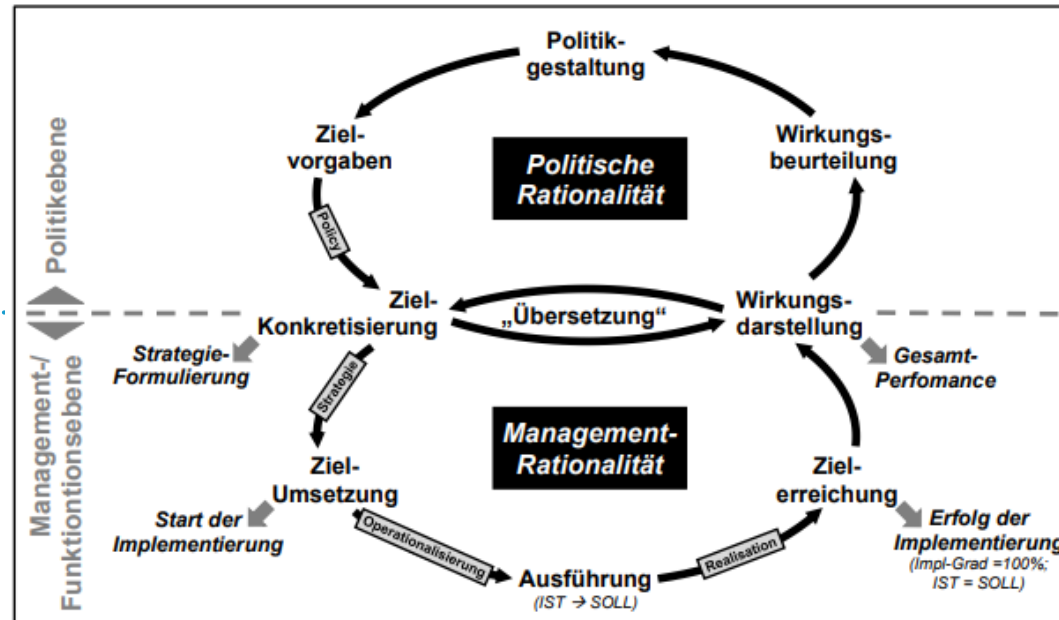 Politik-
gestaltung
Ziel-
vorgaben
Politische
Rationalität
Wirkungs-
beurteilung
Policy
Politikebene
Ziel-
Konkretisierung
„Übersetzung“
Wirkungs-
darstellung
Strategie-
Formulierung
Gesamt-
Perfomance
Strategie
Management-
Rationalität
Management-/
Funktiontionsebene
Ziel-
Umsetzung
Ziel-
erreichung
Start der
Implementierung
Operationalisierung
Realisation
Erfolg der
Implementierung
(Impl-Grad =100%;
IST = SOLL)
Ausführung
(IST → SOLL)